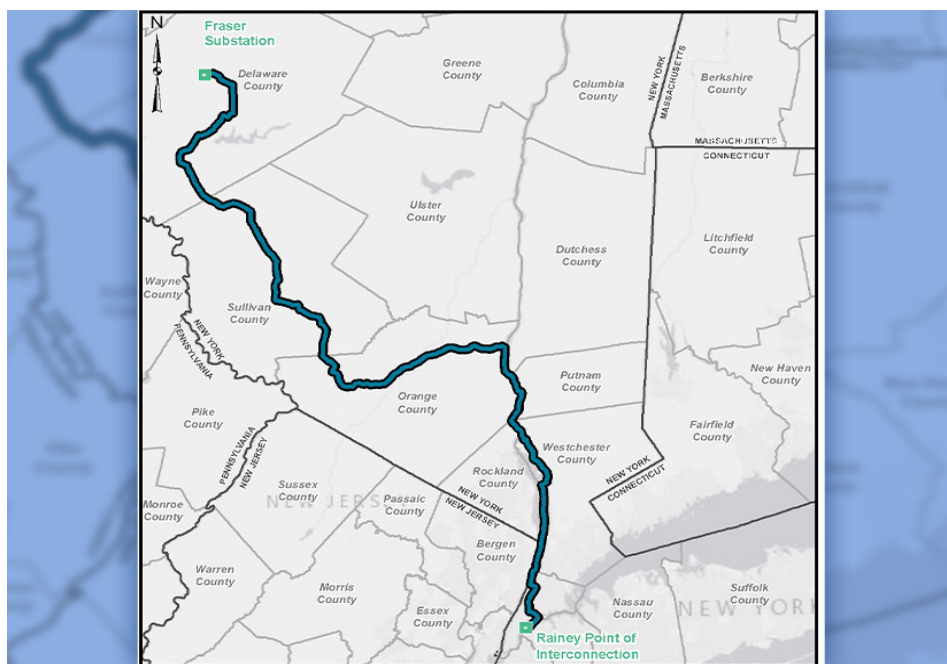 N
Fraser
Substation
Delaware
County
Greene
County
Columbia
County
NEW YORK
MASSACHUSETTS
Berkshire
County
MASSACHUSETTS
CONNECTICUT
Ulster
County
Dutchess
County
Litchfield
County
Wayne
County
Sullivan
County
NEW YORK
PENNSYLVANIA
Putnam
County
New Haven
County
Orange
County
Pike
County
Fairfield
County
Westchester
County
PENNSYLVANIA
NEW JERSEY
Rockland
County
NEW YORK
CONNECTICUT
Sussex
County
NEW JERSEY
Passaic
County
NEW YORK
NEW JERSEY
Monroe
County
Bergen
County
Warren
County
Morris
County
Essex
County
Nassau
County
Suffolk
County
NEW YORK
Rainey Point of
Interconnection